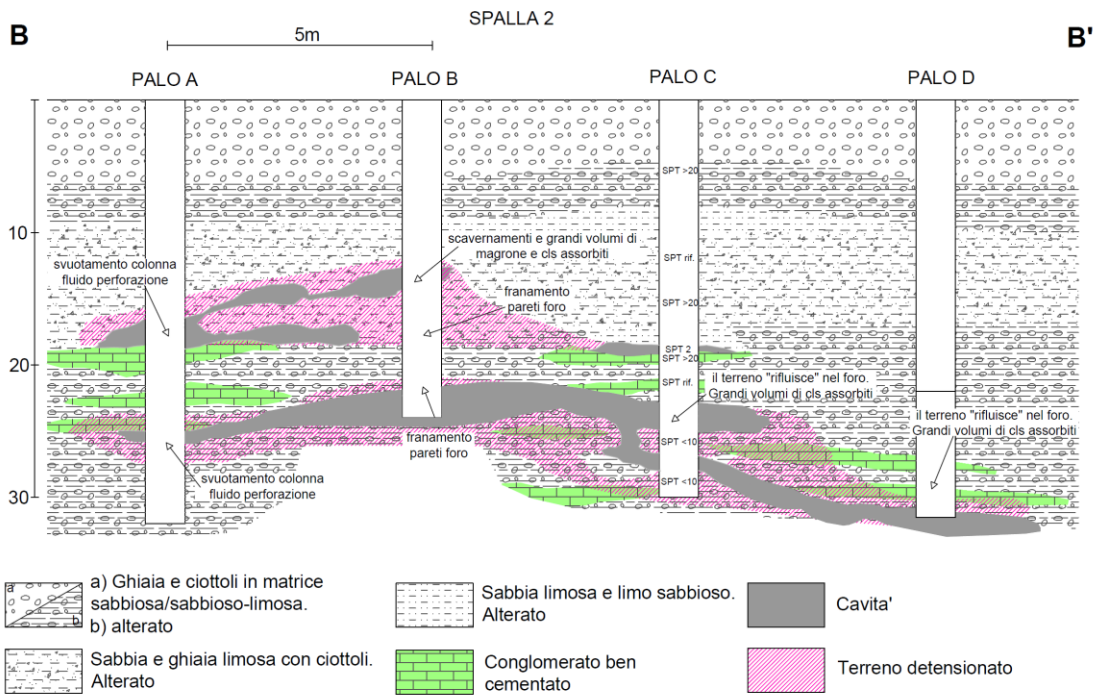 SPALLA 2
B
B'
5m
PALO A
PALO B
PALO C
PALO D
10
20
30
SPT >20
SPT rif.
SPT >20
SPT 2
SPT >20
SPT rif.
SPT <10
SPT <10
svuotamento colonna
fluido perforazione
scavernamenti e grandi volumi di
magrone e cls assorbiti
franamento
pareti foro
il terreno "rifluisce" nel foro.
Grandi volumi di cls assorbiti
il terreno "rifluisce" nel foro.
Grandi volumi di cls assorbiti
franamento
pareti foro
svuotamento colonna
fluido perforazione
a
b
a) Ghiaia e ciottoli in matrice
sabbiosa/sabbioso-limosa.
b) alterato
Sabbia limosa e limo sabbioso.
Alterato
Cavita'
Sabbia e ghiaia limosa con ciottoli.
Alterato
Conglomerato ben
cementato
Terreno detensionato